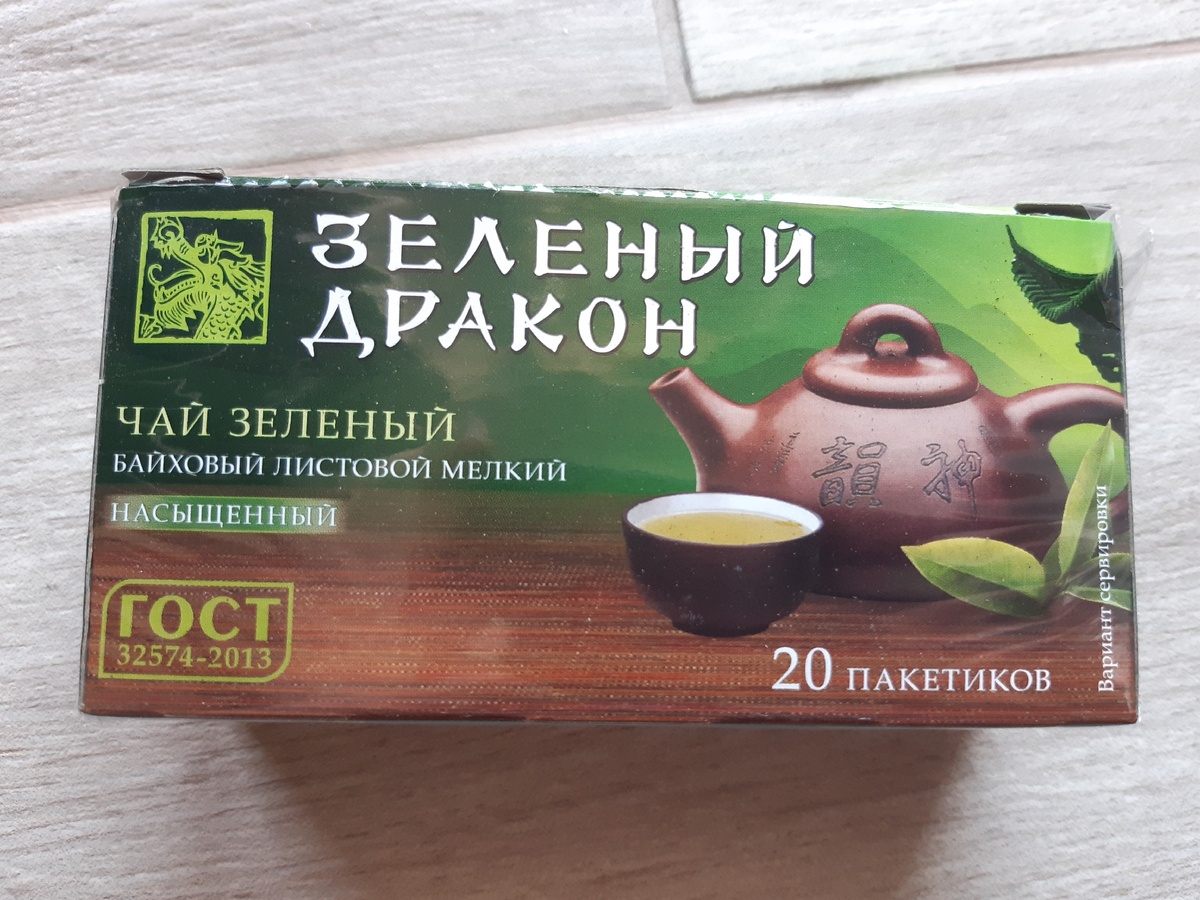 ЗЕЛЕНЫЙ
ДРАКОН
ЧАЙ ЗЕЛЕНЫЙ
БАЙХОВЫЙ ЛИСТОВОЙ МЕЛКИЙ
НАСЫЩЕННЫЙ
ГОСТ
32574-2013
20 ПАКЕТИКОВ
Вариант сервировки
韻神